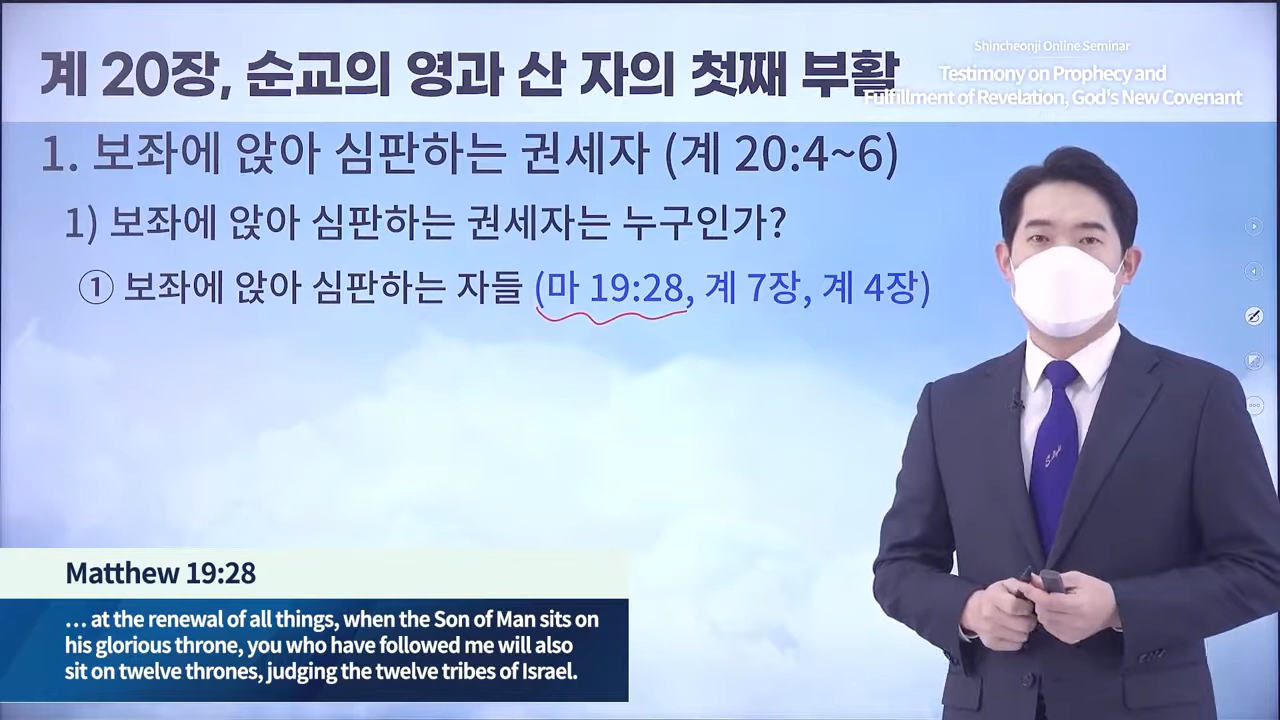 계 20장, 순교의 영과 산 자의 첫째 부활
Shincheonji Online Seminar
Testimony on Prophecy and
Fulfillment of Revelation, God's New Covenant
1. 보좌에 앉아 심판하는 권세자 (계 20:4~6)
1) 보좌에 앉아 심판하는 권세자는 누구인가?
① 보좌에 앉아 심판하는 자들 (마 19:28, 계 7장, 계 4장)
Matthew 19:28
… at the renewal of all things, when the Son of Man sits on
his glorious throne, you who have followed me will also
sit on twelve thrones, judging the twelve tribes of Israel.